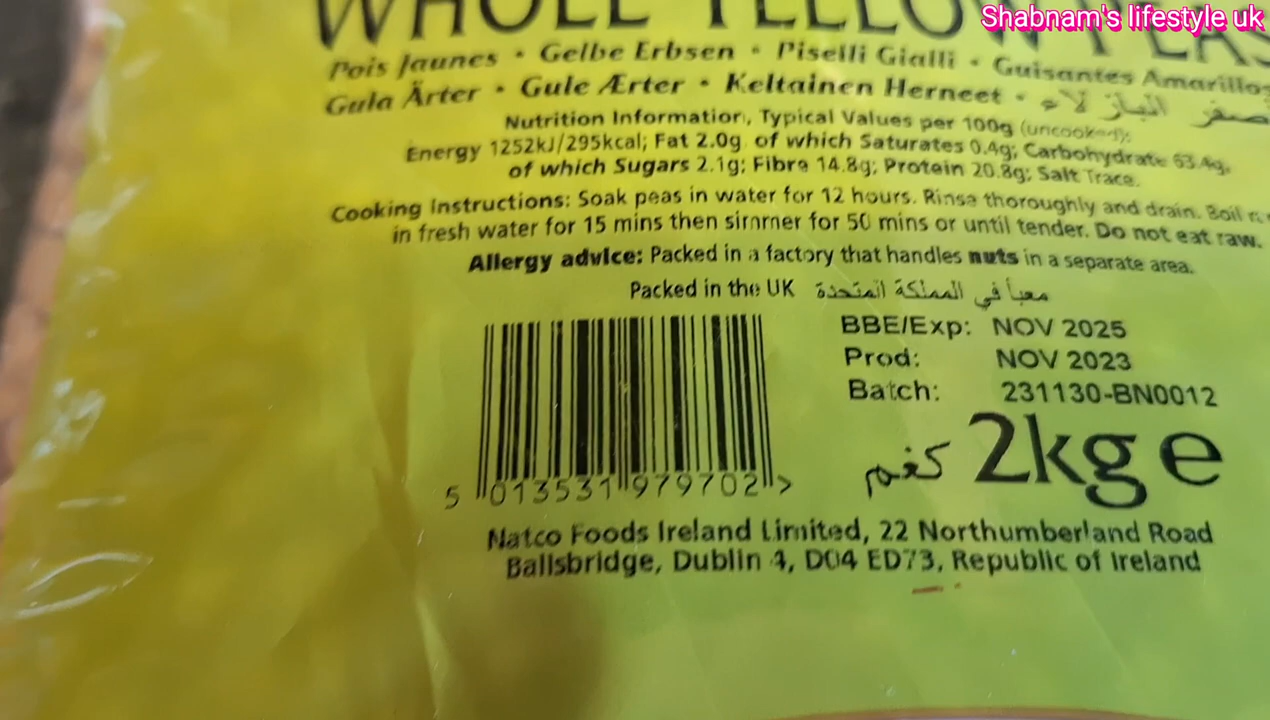 Shabnam's lifestyle uk
WHOLE YELLOW PEAS
Pois Jaunes • Gelbe Erbsen • Piselli Gialli • Guisantes Amarillos
Gula Ärter • Gule Ærter • Keltainen Herneet •
Nutrition Information, Typical Values per 100g (uncooked):
Energy 1252kJ/295kcal; Fat 2.0g of which Saturates 0.4g; Carbohydrate 63.4g,
of which Sugars 2.1g; Fibre 14.8g; Protein 20.8g; Salt Trace.
Cooking Instructions: Soak peas in water for 12 hours. Rinse thoroughly and drain. Boil
in fresh water for 15 mins then simmer for 50 mins or until tender. Do not eat raw.
Allergy advice: Packed in a factory that handles nuts in a separate area.
Packed in the UK معبأ في المملكة المتحدة
BBE/Exp: NOV 2025
Prod: NOV 2023
Batch: 231130-BN0012
كغم 2kg e
5 013531 979702 >
Natco Foods Ireland Limited, 22 Northumberland Road
Ballsbridge, Dublin 4, D04 ED73, Republic of Ireland